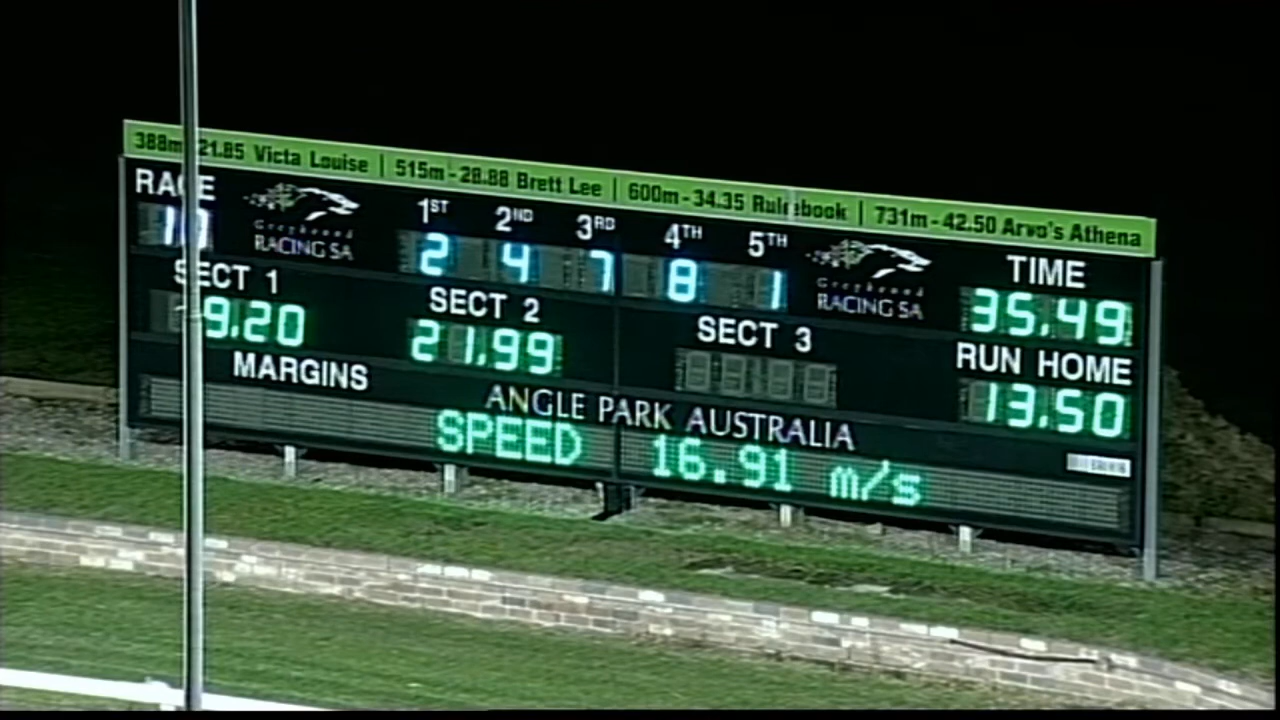 388m - 21.85 Victa Louise | 515m - 28.88 Brett Lee | 600m - 34.35 Rulebook | 731m - 42.50 Arvo's Athena
RACE 1ST 2ND 3RD 4TH 5TH TIME
Greyhound RACING SA
2 4 7 8 1
Greyhound RACING SA
35.49
SECT 1 SECT 2 SECT 3 RUN HOME
9.20 21.99 13.50
MARGINS
ANGLE PARK AUSTRALIA
SPEED 16.91 m/s